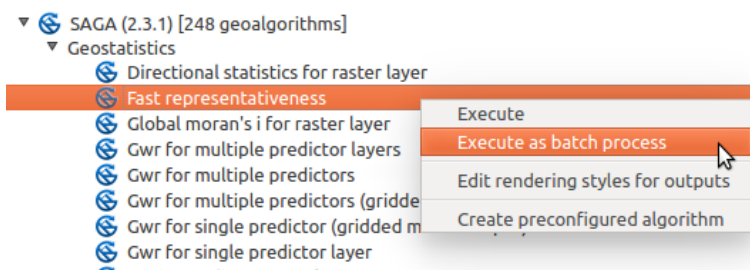 SAGA (2.3.1) [248 geoalgorithms]
Geostatistics
Directional statistics for raster layer
Fast representativeness
Global moran's i for raster layer
Gwr for multiple predictor layers
Gwr for multiple predictors
Gwr for multiple predictors (gridde
Gwr for single predictor (gridded m
Gwr for single predictor layer
Execute
Execute as batch process
Edit rendering styles for outputs
Create preconfigured algorithm